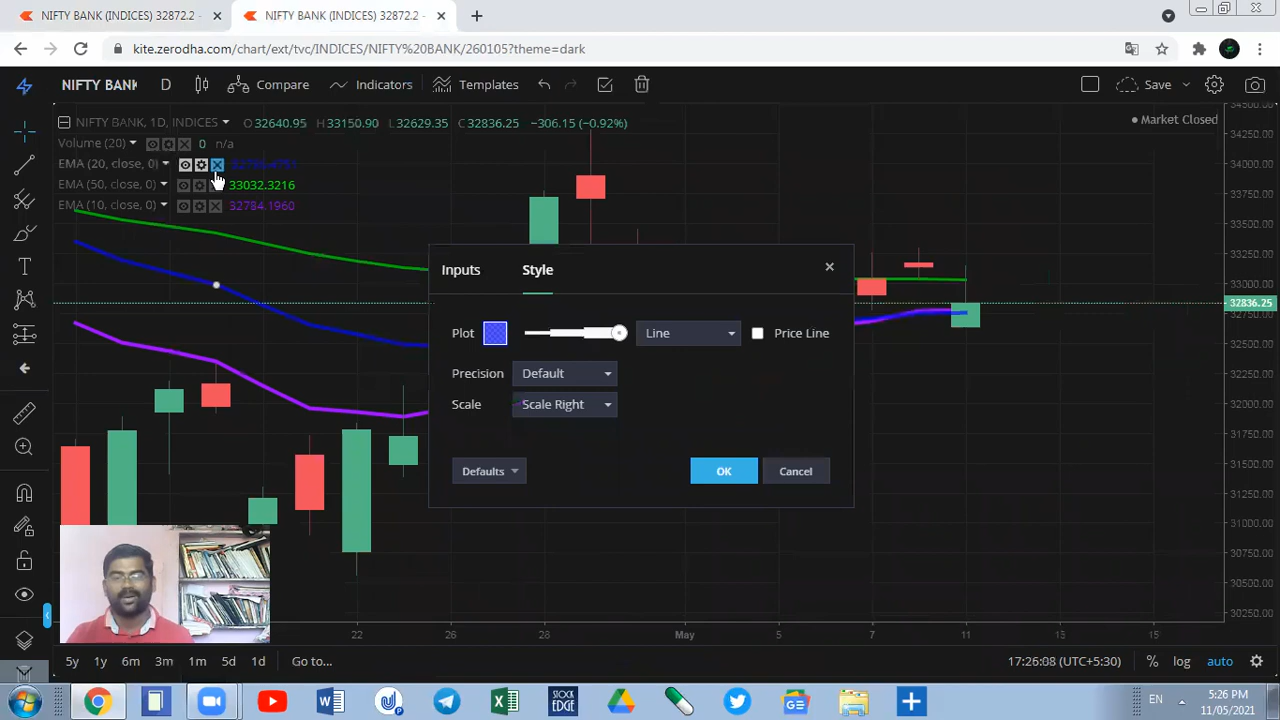 NIFTY BANK (INDICES) 32872.2
NIFTY BANK (INDICES) 32872.2
kite.zerodha.com/chart/ext/tvc/INDICES/NIFTY%20BANK/260105?theme=dark
NIFTY BANK D Compare Indicators Templates Save
NIFTY BANK, 1D, INDICES O32640.95 H33150.90 L32629.35 C32836.25 −306.15 (−0.92%)
Market Closed
Volume (20) 0 n/a
EMA (20, close, 0)
EMA (50, close, 0) 33032.3216
EMA (10, close, 0) 32784.1960
Inputs Style
Plot Line Price Line
Precision Default
Scale Scale Right
Defaults OK Cancel
34500.00
34250.00
34000.00
33750.00
33500.00
33250.00
33000.00
32836.25
32750.00
32500.00
32250.00
32000.00
31750.00
31500.00
31250.00
31000.00
30750.00
30500.00
30250.00
22 26 28 May 5 7 11 13 15
5y 1y 6m 3m 1m 5d 1d Go to... 17:26:08 (UTC+5:30) % log auto
STOCK EDGE
EN
5:26 PM
11/05/2021